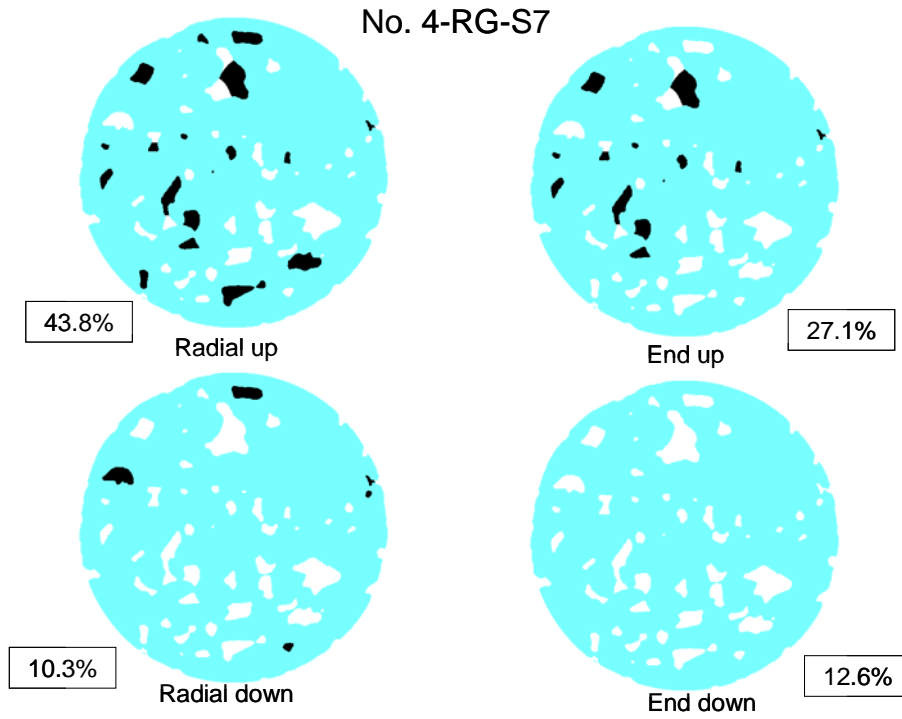 No. 4-RG-S7
43.8%
Radial up
27.1%
End up
10.3%
Radial down
12.6%
End down